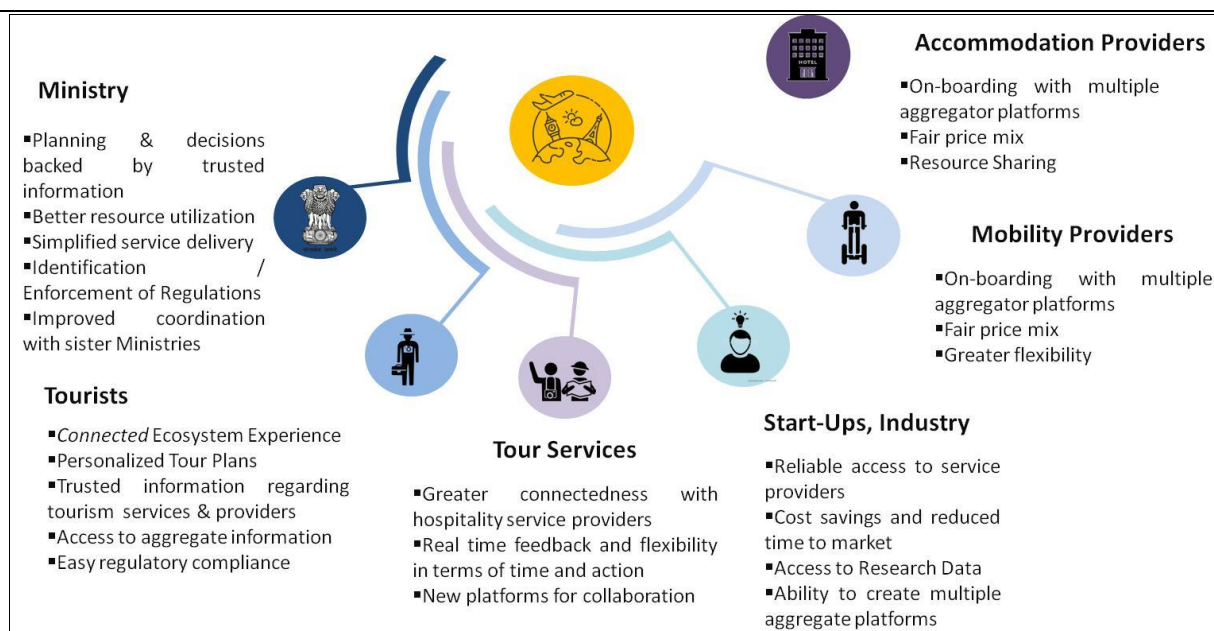 Ministry
▪Planning & decisions
backed by trusted
information
▪Better resource utilization
▪Simplified service delivery
▪Identification /
Enforcement of Regulations
▪Improved coordination
with sister Ministries
Tourists
▪Connected Ecosystem Experience
▪Personalized Tour Plans
▪Trusted information regarding
tourism services & providers
▪Access to aggregate information
▪Easy regulatory compliance
Tour Services
▪Greater connectedness with
hospitality service providers
▪Real time feedback and flexibility
in terms of time and action
▪New platforms for collaboration
Start-Ups, Industry
▪Reliable access to service
providers
▪Cost savings and reduced
time to market
▪Access to Research Data
▪Ability to create multiple
aggregate platforms
Mobility Providers
▪On-boarding with multiple
aggregator platforms
▪Fair price mix
▪Greater flexibility
HOTEL
Accommodation Providers
▪On-boarding with multiple
aggregator platforms
▪Fair price mix
▪Resource Sharing